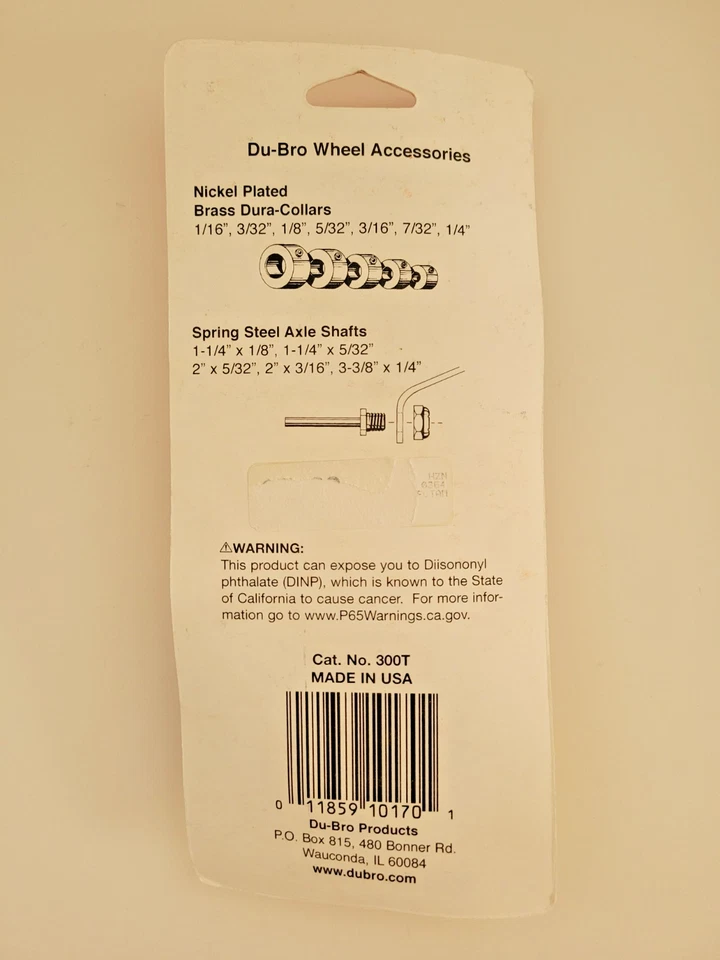 Du-Bro Wheel Accessories
Nickel Plated
Brass Dura-Collars
1/16", 3/32", 1/8", 5/32", 3/16", 7/32", 1/4"
Spring Steel Axle Shafts
1-1/4" x 1/8", 1-1/4" x 5/32"
2" x 5/32", 2" x 3/16", 3-3/8" x 1/4"
⚠WARNING:
This product can expose you to Diisononyl
phthalate (DINP), which is known to the State
of California to cause cancer. For more infor-
mation go to www.P65Warnings.ca.gov.
Cat. No. 300T
MADE IN USA
0 11859 10170 1
Du-Bro Products
P.O. Box 815, 480 Bonner Rd.
Wauconda, IL 60084
www.dubro.com